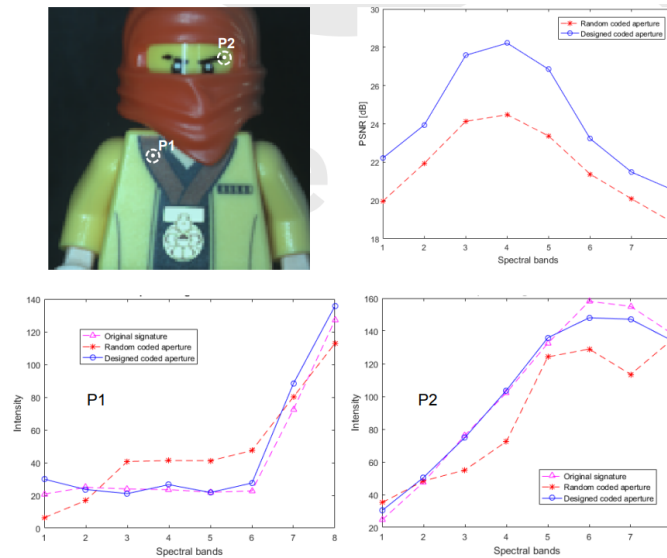 P2
P1
Random coded aperture
Designed coded aperture
PSNR [dB]
30
28
26
24
22
20
18
1 2 3 4 5 6 7
Spectral bands
Original signature
Random coded aperture
Designed coded aperture
P1
Intensity
140
120
100
80
60
40
20
0
1 2 3 4 5 6 7 8
Spectral bands
P2
Original signature
Random coded aperture
Designed coded aperture
Intensity
160
140
120
100
80
60
40
20
1 2 3 4 5 6 7
Spectral bands